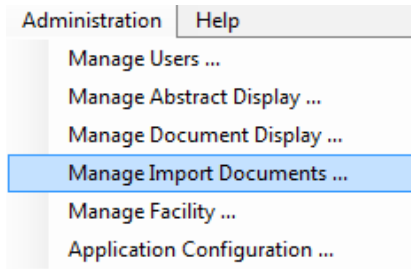 Administration Help
Manage Users ...
Manage Abstract Display ...
Manage Document Display ...
Manage Import Documents ...
Manage Facility ...
Application Configuration ...